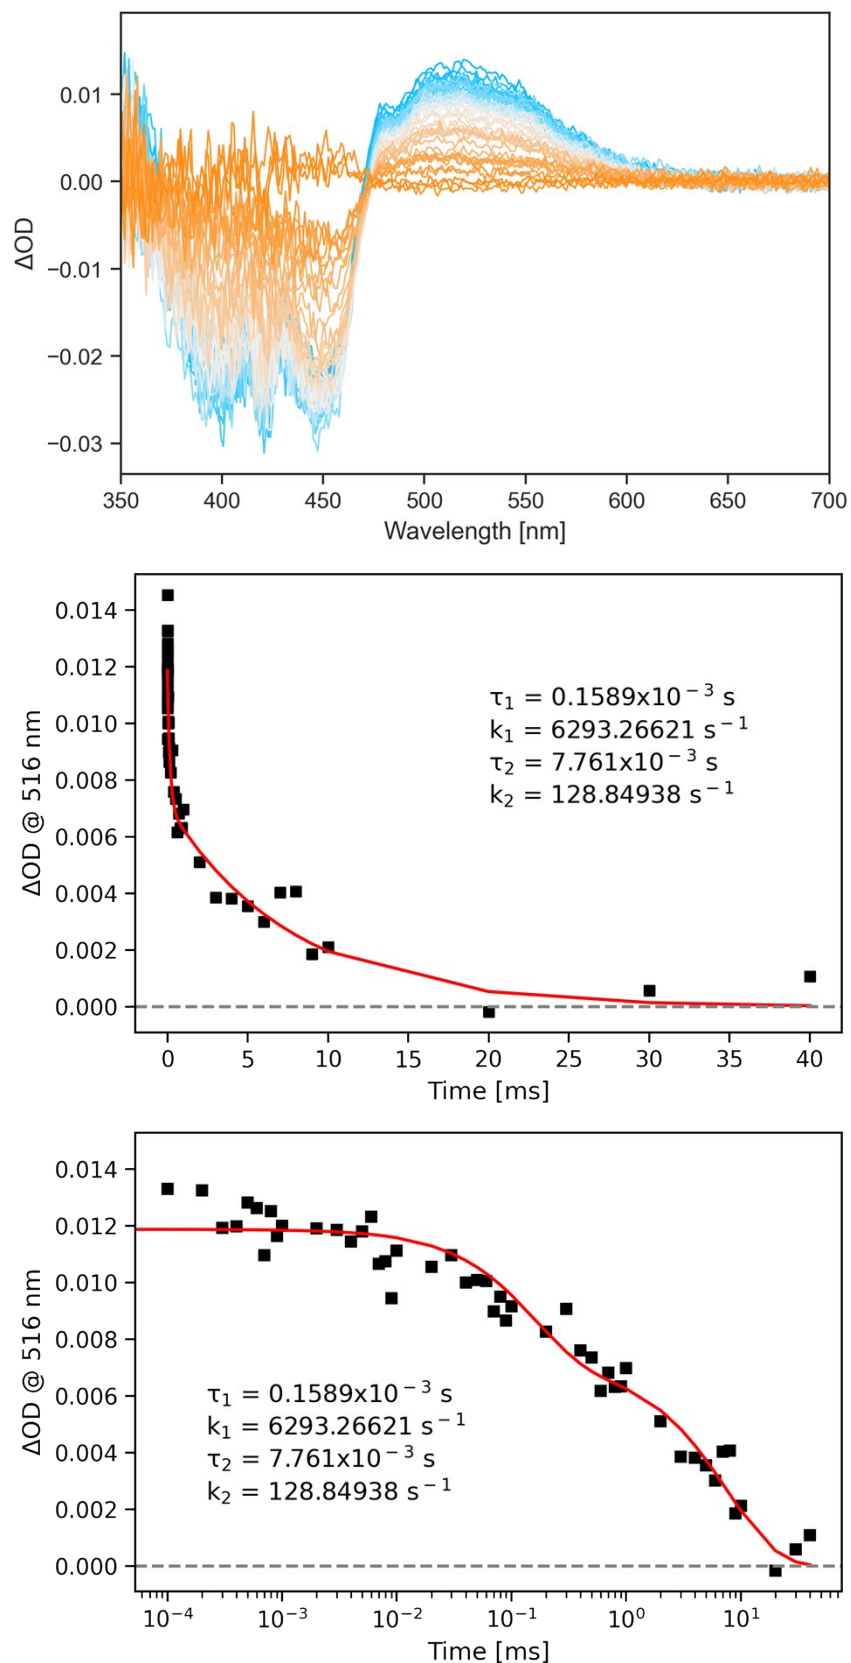 0.01
0.00
−0.01
−0.02
−0.03
ΔOD
350 400 450 500 550 600 650 700
Wavelength [nm]
0.014
0.012
0.010
0.008
0.006
0.004
0.002
0.000
ΔOD @ 516 nm
τ₁ = 0.1589x10⁻³ s
k₁ = 6293.26621 s⁻¹
τ₂ = 7.761x10⁻³ s
k₂ = 128.84938 s⁻¹
0 5 10 15 20 25 30 35 40
Time [ms]
0.014
0.012
0.010
0.008
0.006
0.004
0.002
0.000
ΔOD @ 516 nm
τ₁ = 0.1589x10⁻³ s
k₁ = 6293.26621 s⁻¹
τ₂ = 7.761x10⁻³ s
k₂ = 128.84938 s⁻¹
10⁻⁴ 10⁻³ 10⁻² 10⁻¹ 10⁰ 10¹
Time [ms]